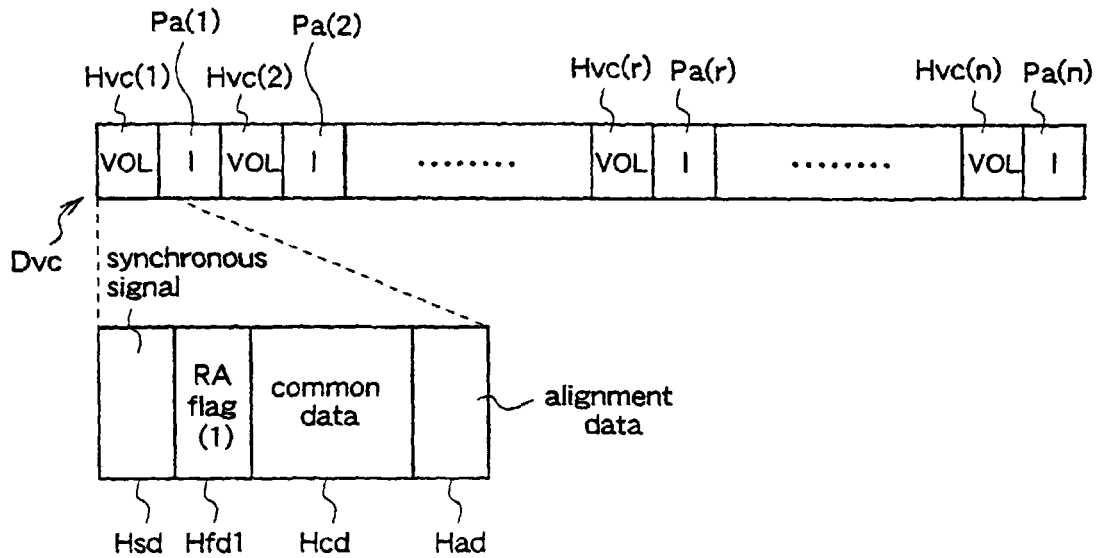 Pa(1) Pa(2)
Hvc(1) Hvc(2) Hvc(r) Pa(r) Hvc(n) Pa(n)
VOL I VOL I ········ VOL I ········ VOL I
Dvc
synchronous
signal
RA
flag
(1)
common
data
alignment
data
Hsd Hfd1 Hcd Had